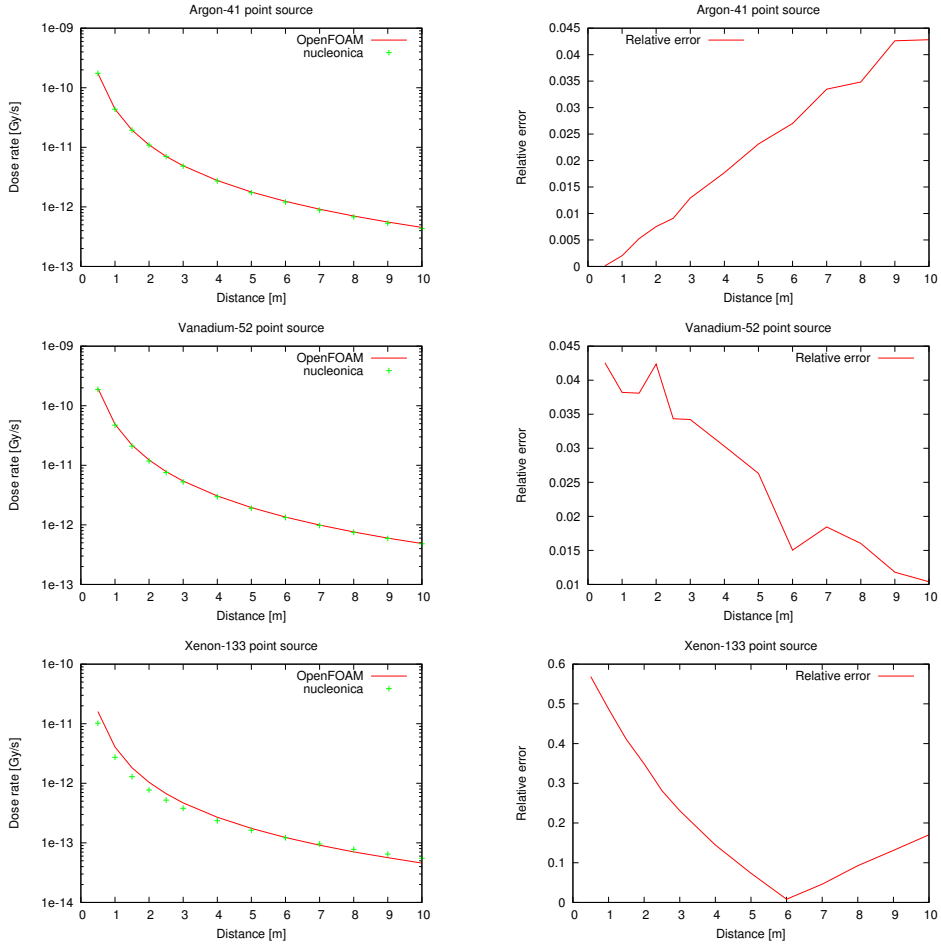 Argon-41 point source
1e-09
1e-10
1e-11
1e-12
1e-13
Dose rate [Gy/s]
OpenFOAM
nucleonica
0 1 2 3 4 5 6 7 8 9 10
Distance [m]
Argon-41 point source
0.045
0.04
0.035
0.03
0.025
0.02
0.015
0.01
0.005
0
Relative error
Relative error
0 1 2 3 4 5 6 7 8 9 10
Distance [m]
Vanadium-52 point source
1e-09
1e-10
1e-11
1e-12
1e-13
Dose rate [Gy/s]
OpenFOAM
nucleonica
0 1 2 3 4 5 6 7 8 9 10
Distance [m]
Vanadium-52 point source
0.045
0.04
0.035
0.03
0.025
0.02
0.015
0.01
Relative error
Relative error
0 1 2 3 4 5 6 7 8 9 10
Distance [m]
Xenon-133 point source
1e-10
1e-11
1e-12
1e-13
1e-14
Dose rate [Gy/s]
OpenFOAM
nucleonica
0 1 2 3 4 5 6 7 8 9 10
Distance [m]
Xenon-133 point source
0.6
0.5
0.4
0.3
0.2
0.1
0
Relative error
Relative error
0 1 2 3 4 5 6 7 8 9 10
Distance [m]